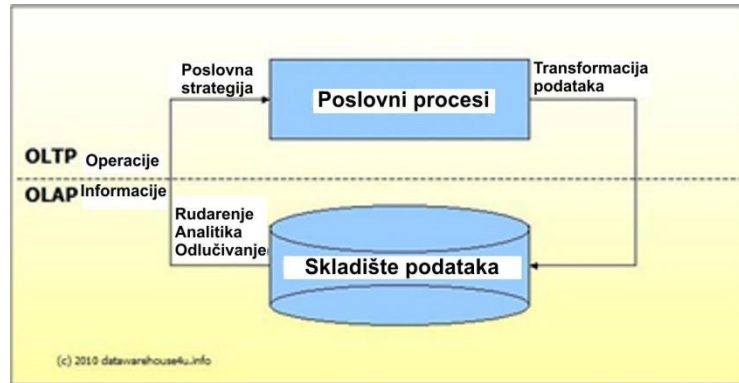 Poslovna
strategija
Poslovni procesi
Transformacija
podataka
OLTP Operacije
OLAP Informacije
Rudarenje
Analitika
Odlučivanje
Skladište podataka
(c) 2010 datawarehouse4u.info